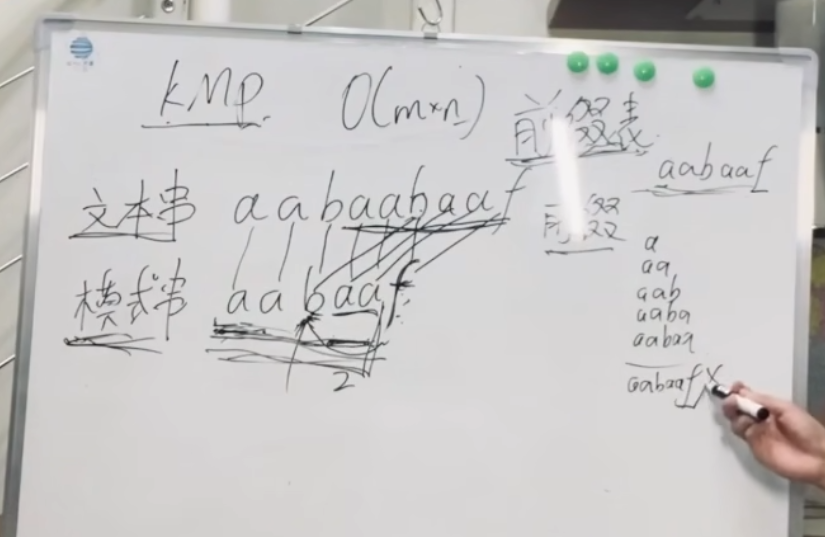 KMP O(m×n)
前缀表
aabaaf
文本串 aabaabaaf
前缀
a
aa
aab
aaba
aabaa
aabaaf ×
模式串 aabaaf
2